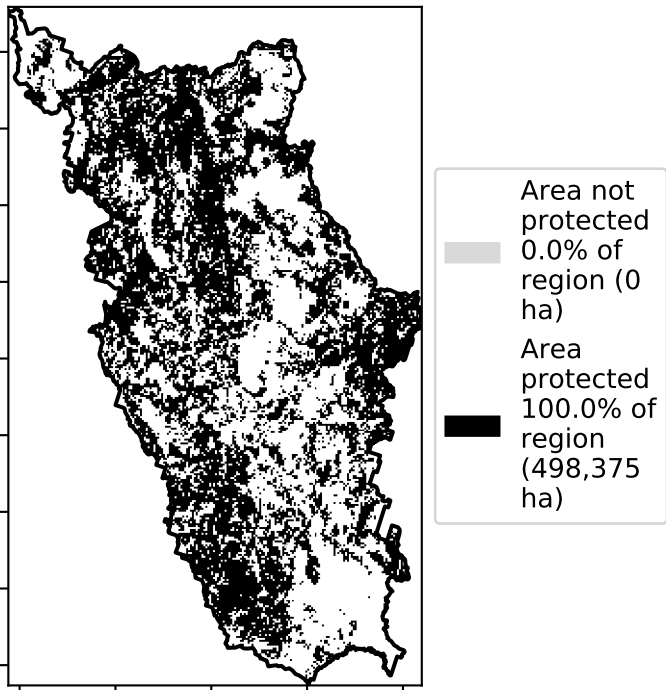 Area not
protected
0.0% of
region (0
ha)
Area
protected
100.0% of
region
(498,375
ha)